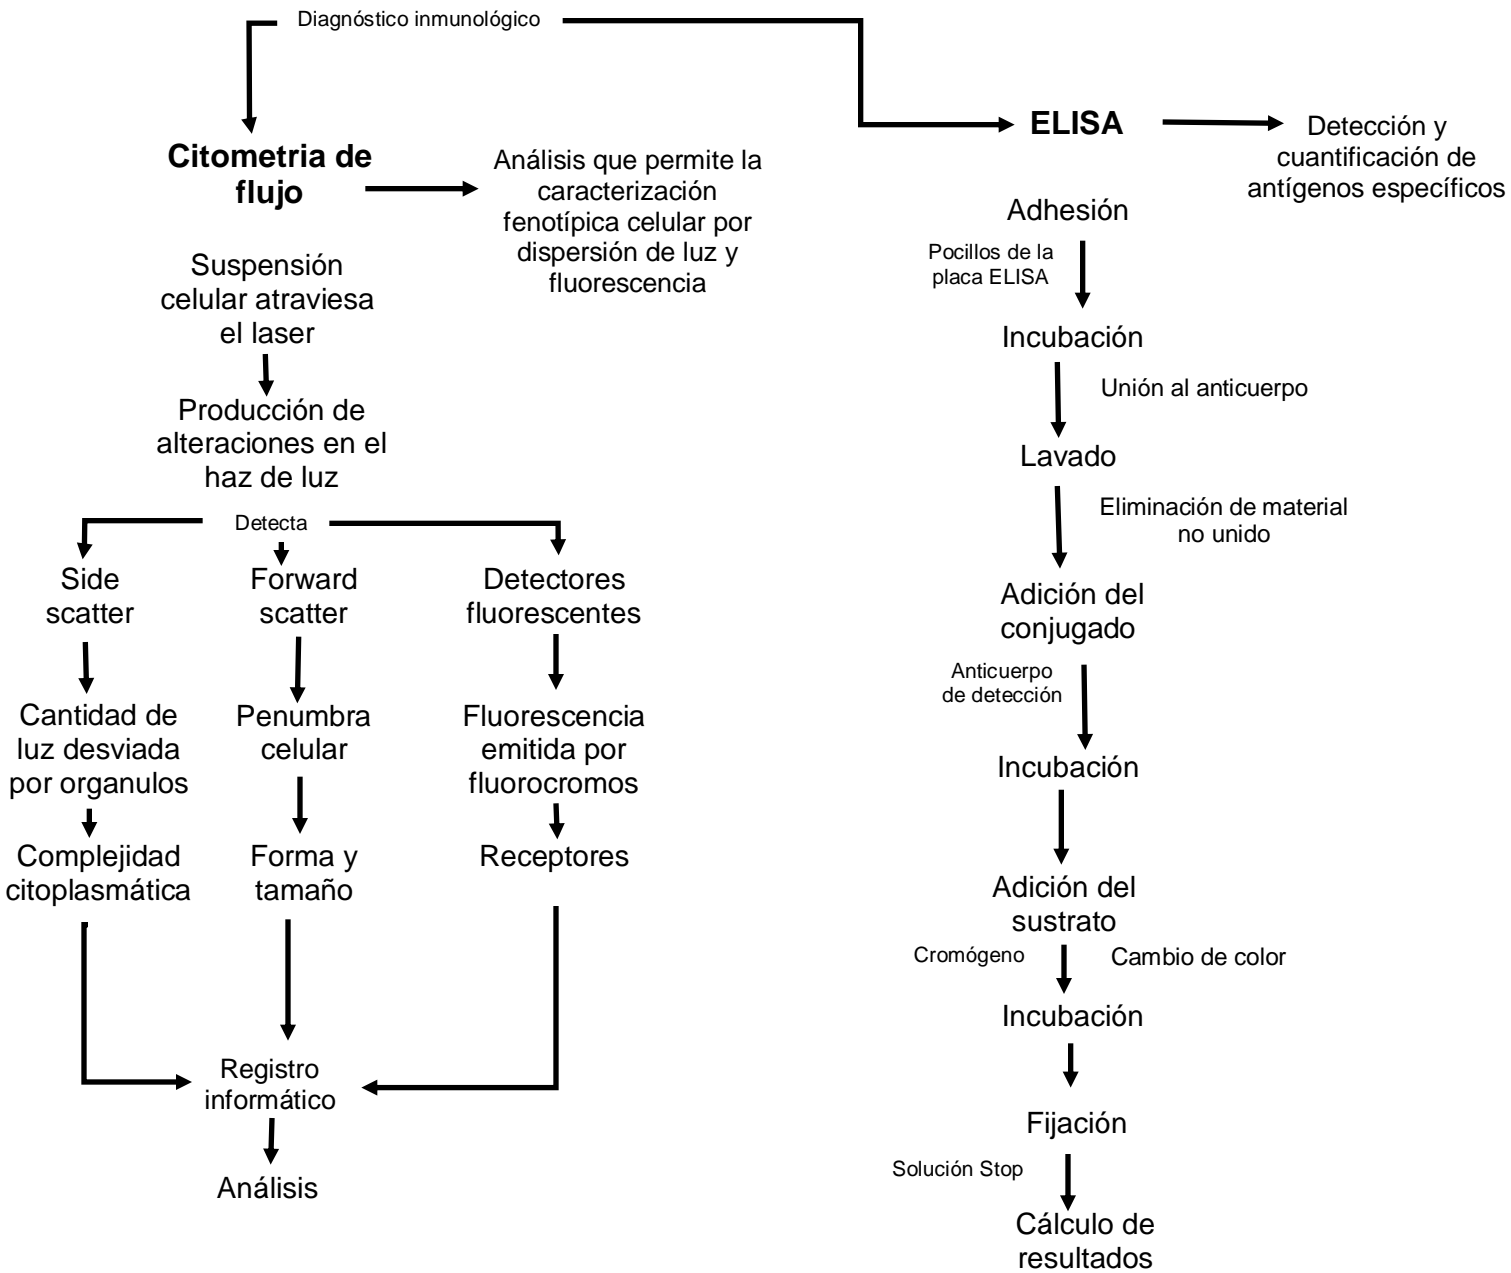 Diagnóstico inmunológico
Citometria de
flujo
Análisis que permite la
caracterización
fenotípica celular por
dispersión de luz y
fluorescencia
Suspensión
celular atraviesa
el laser
Producción de
alteraciones en el
haz de luz
Detecta
Side
scatter
Forward
scatter
Detectores
fluorescentes
Cantidad de
luz desviada
por organulos
Penumbra
celular
Fluorescencia
emitida por
fluorocromos
Complejidad
citoplasmática
Forma y
tamaño
Receptores
Registro
informático
Análisis
ELISA
Detección y
cuantificación de
antígenos específicos
Adhesión
Pocillos de la
placa ELISA
Incubación
Unión al anticuerpo
Lavado
Eliminación de material
no unido
Adición del
conjugado
Anticuerpo
de detección
Incubación
Adición del
sustrato
Cromógeno
Cambio de color
Incubación
Fijación
Solución Stop
Cálculo de
resultados